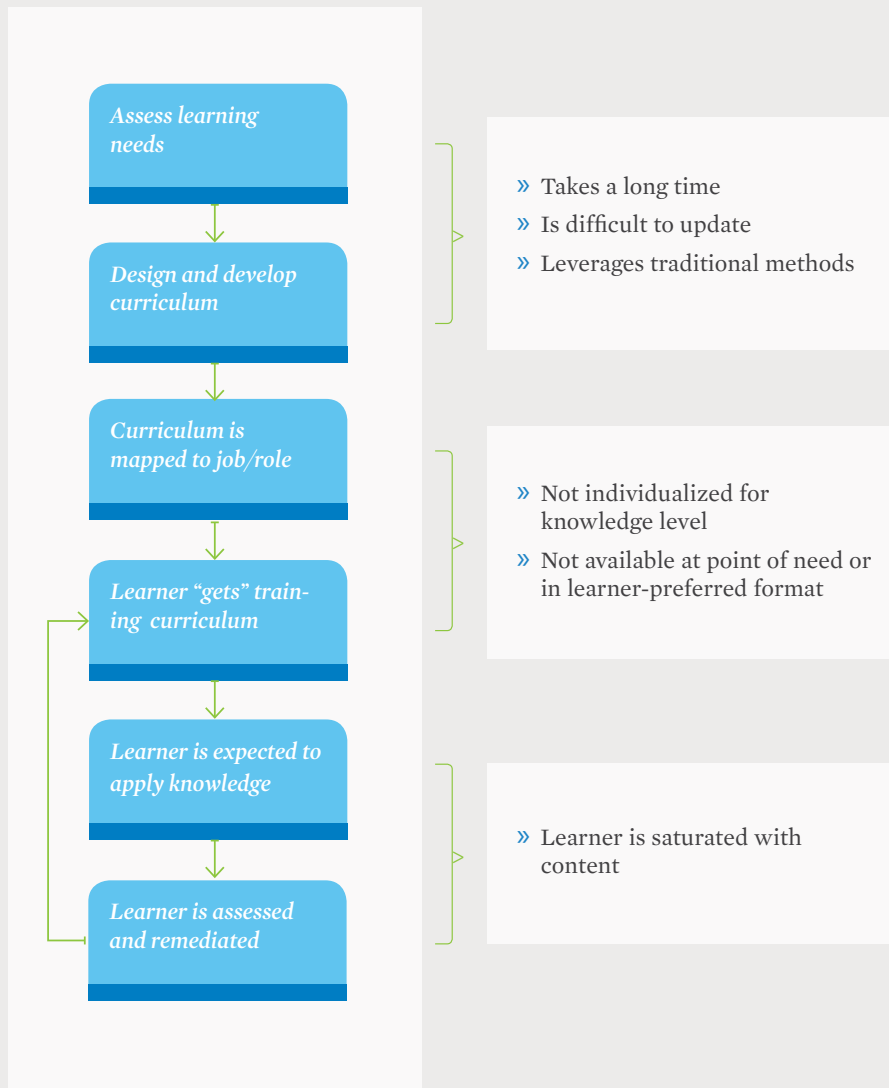 Assess learning
needs
Design and develop
curriculum
Curriculum is
mapped to job/role
Learner “gets” train-
ing curriculum
Learner is expected to
apply knowledge
Learner is assessed
and remediated
» Takes a long time
» Is difficult to update
» Leverages traditional methods
» Not individualized for
knowledge level
» Not available at point of need or
in learner-preferred format
» Learner is saturated with
content